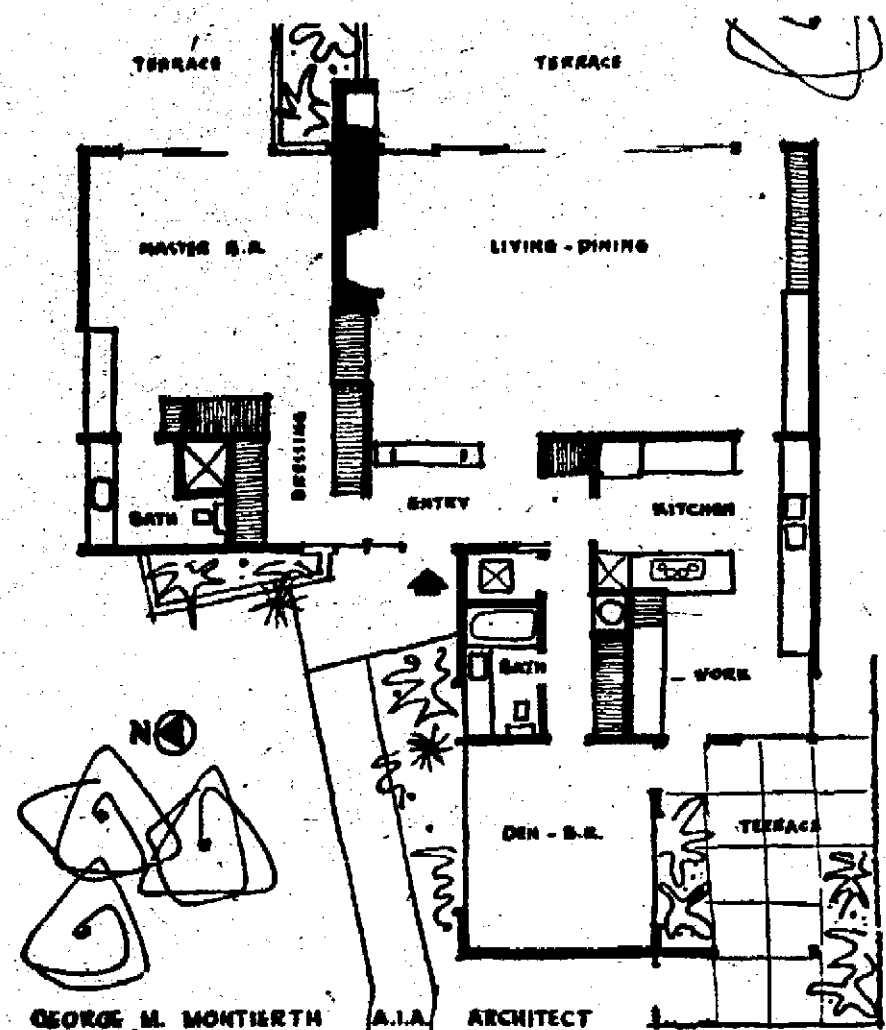 TERRACE
TERRACE
MASTER B.R.
LIVING - DINING
DRESSING
ENTRY
KITCHEN
BATH
BATH
WORK
N
DEN - B.R.
TERRACE
GEORGE M. MONTIERTH A.I.A. ARCHITECT